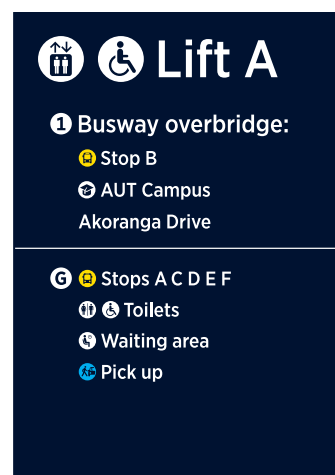 Lift A
1 Busway overbridge:
Stop B
AUT Campus
Akoranga Drive
G Stops A C D E F
Toilets
Waiting area
Pick up